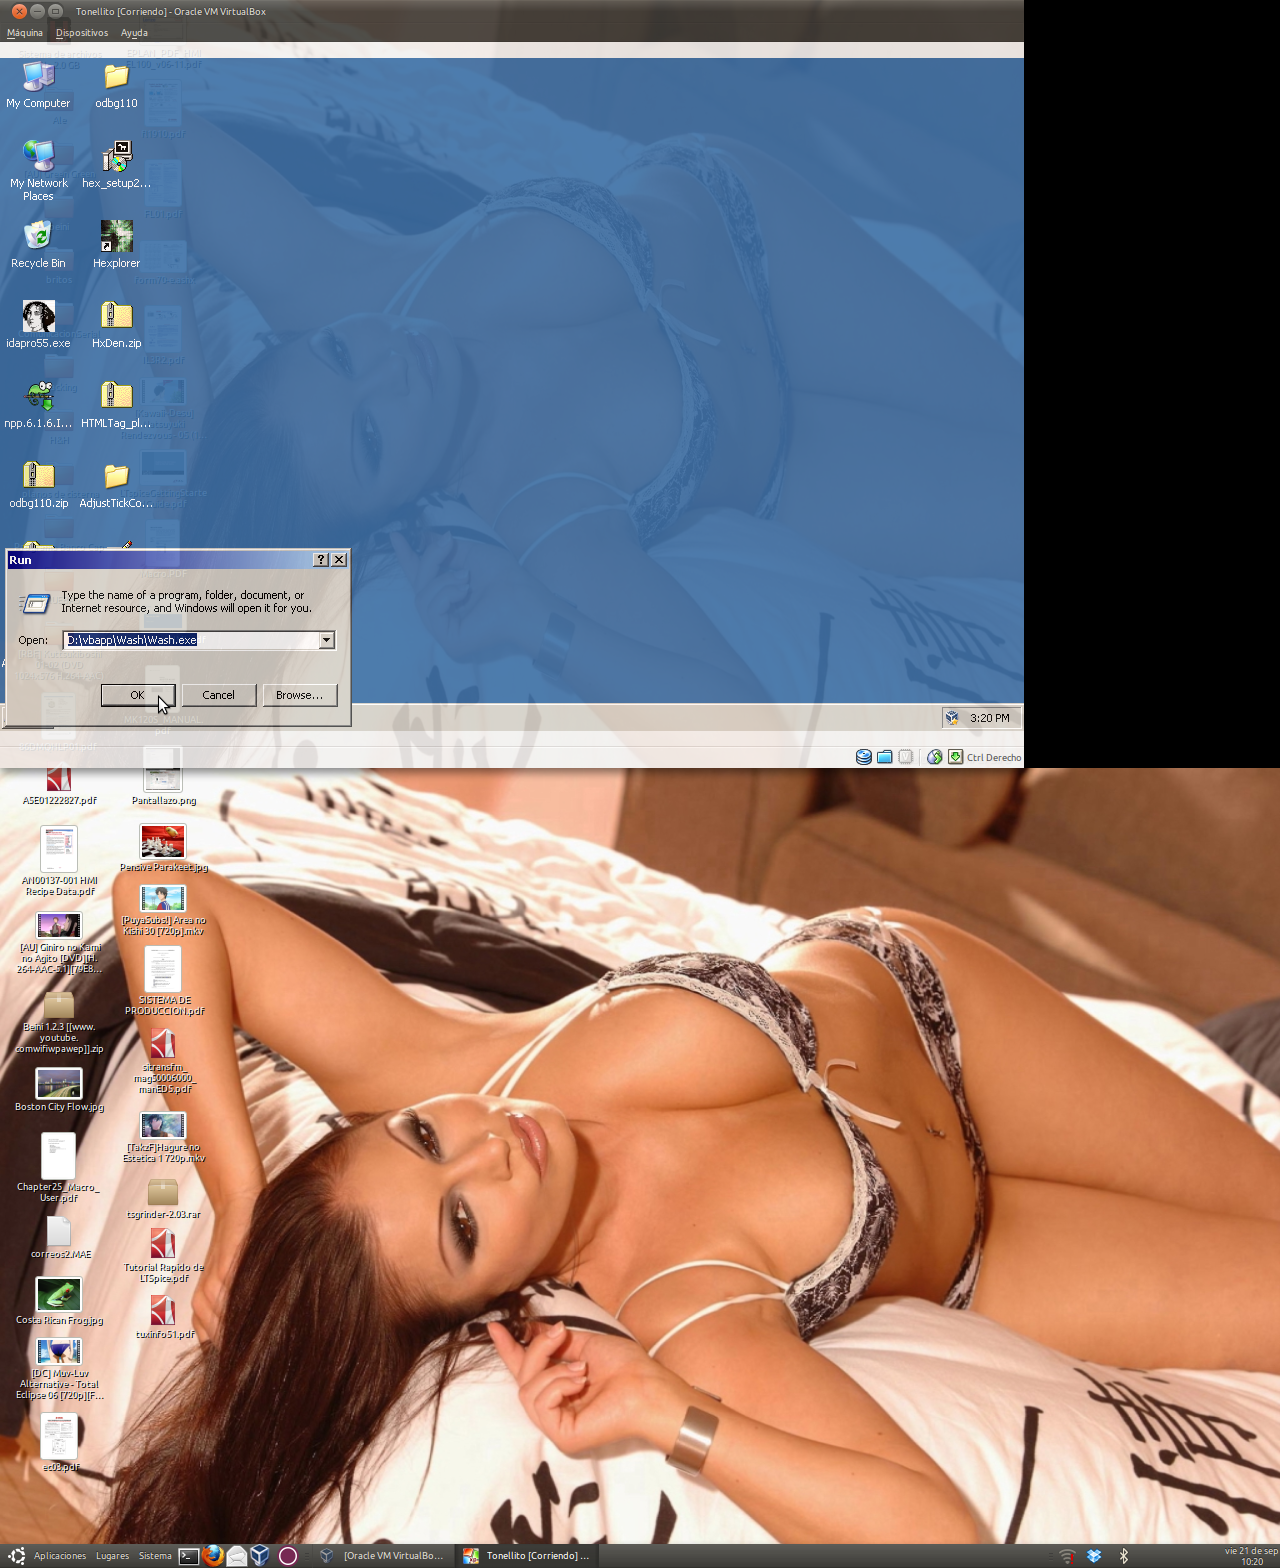 Tonellito [Corriendo] - Oracle VM VirtualBox
Máquina Dispositivos Ayuda
My Computer
odbg110
My Network
Places
hex_setup2...
Recycle Bin
Hexplorer
idapro55.exe
HxDen.zip
npp.6.1.6.I...
HTMLTag_pl...
odbg110.zip
AdjustTickCo...
Run
Type the name of a program, folder, document, or
Internet resource, and Windows will open it for you.
Open: D:\vbapp\Wash\Wash.exe
OK Cancel Browse...
3:20 PM
Ctrl Derecho
ASE01222827.pdf
Pantallazo.png
AN00137-001 HMI
Recipe Data.pdf
Pensive Parakeet.jpg
[PuyaSubs!] Area no
Kishi 30 [720p].mkv
[AU] Giniro no Kami
no Agito [DVD][H.
264-AAC-5.1][79E8...
SISTEMA DE
PRODUCCION.pdf
Beini 1.2.3 [[www.
youtube.
comwifiwpawep]].zip
sitransfm_
mag50006000_
manEDS.pdf
Boston City Flow.jpg
[TakzF]Hagure no
Estetica 1 720p.mkv
Chapter25_Macro_
User.pdf
tsgrinder-2.03.rar
correos2.MAE
Tutorial Rapido de
LTSpice.pdf
Costa Rican Frog.jpg
tuxinfo51.pdf
[DC] Muv-Luv
Alternative - Total
Eclipse 06 [720p][F...
ec03.pdf
Aplicaciones Lugares Sistema
[Oracle VM VirtualBo...
Tonellito [Corriendo] ...
vie 21 de sep
10:20